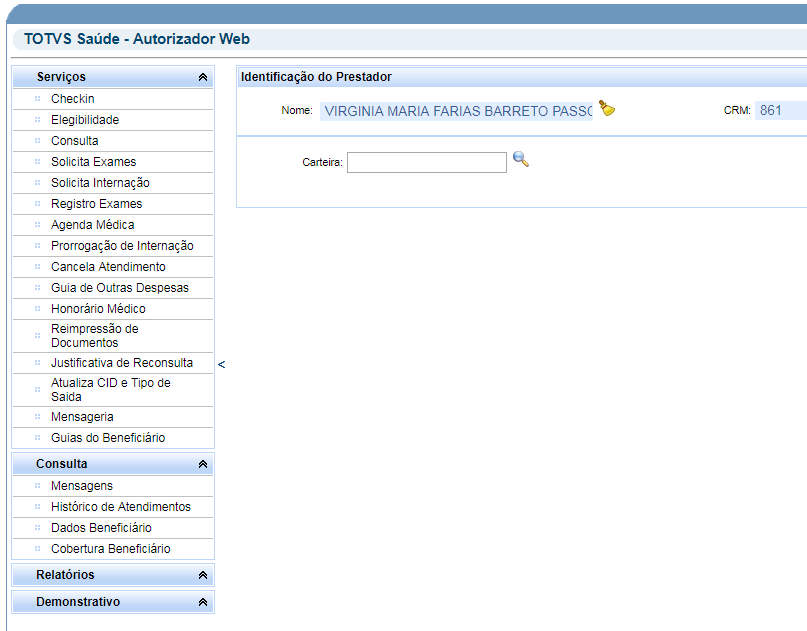 TOTVS Saúde - Autorizador Web
Serviços
Checkin
Elegibilidade
Consulta
Solicita Exames
Solicita Internação
Registro Exames
Agenda Médica
Prorrogação de Internação
Cancela Atendimento
Guia de Outras Despesas
Honorário Médico
Reimpressão de
Documentos
Justificativa de Reconsulta
Atualiza CID e Tipo de
Saida
Mensageria
Guias do Beneficiário
Consulta
Mensagens
Histórico de Atendimentos
Dados Beneficiário
Cobertura Beneficiário
Relatórios
Demonstrativo
<
Identificação do Prestador
Nome: VIRGINIA MARIA FARIAS BARRETO PASSO CRM: 861
Carteira: